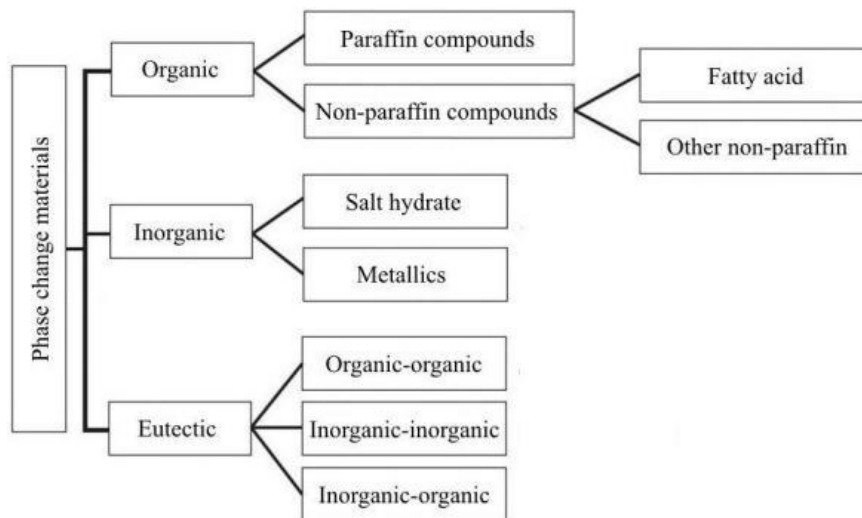 Phase change materials
Organic
Paraffin compounds
Non-paraffin compounds
Fatty acid
Other non-paraffin
Inorganic
Salt hydrate
Metallics
Eutectic
Organic-organic
Inorganic-inorganic
Inorganic-organic